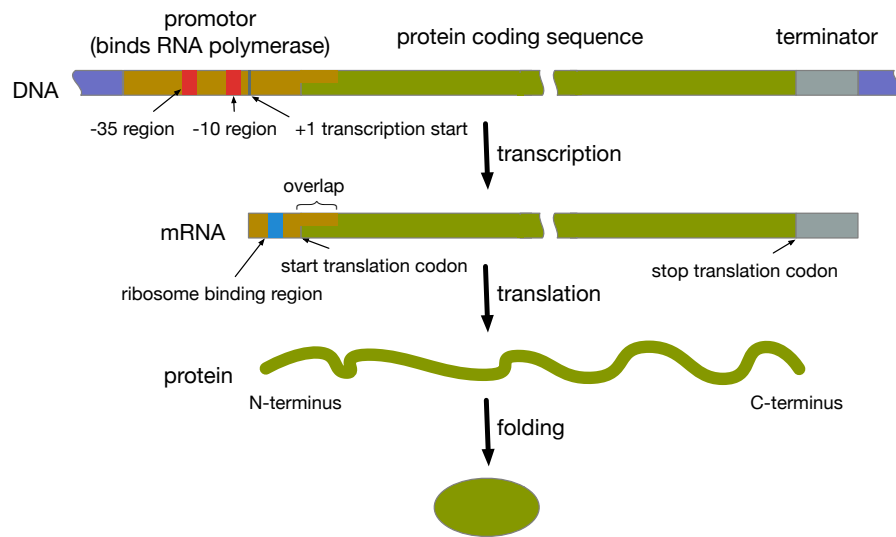 promotor
(binds RNA polymerase)
protein coding sequence
terminator
DNA
-35 region
-10 region
+1 transcription start
transcription
overlap
mRNA
start translation codon
stop translation codon
ribosome binding region
translation
protein
N-terminus
C-terminus
folding